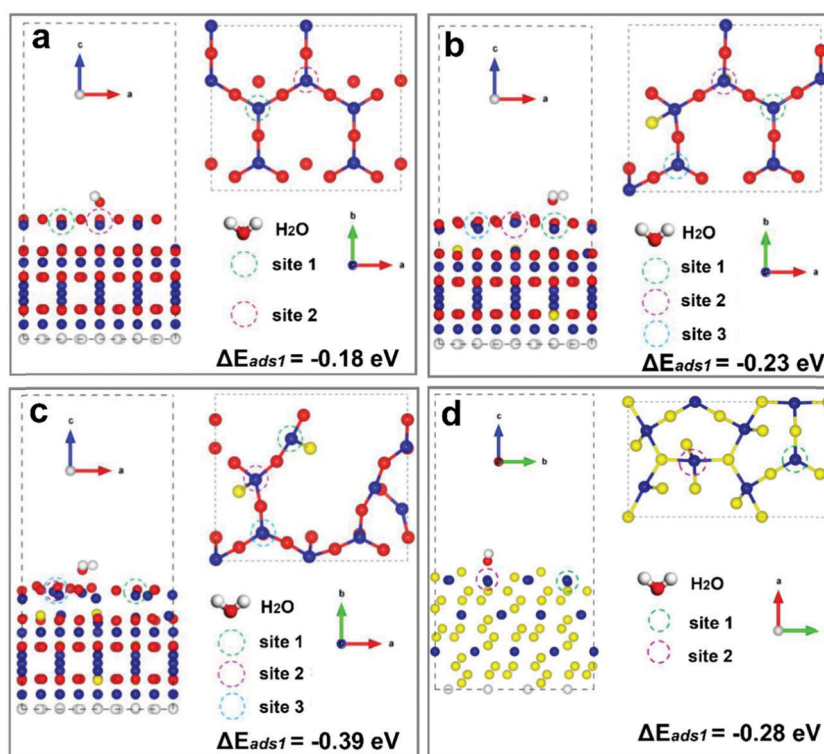 a
c
a
H2O
site 1
site 2
b
a
ΔEads1 = -0.18 eV
b
c
a
H2O
site 1
site 2
site 3
b
a
ΔEads1 = -0.23 eV
c
c
a
H2O
site 1
site 2
site 3
b
a
ΔEads1 = -0.39 eV
d
c
b
H2O
site 1
site 2
a
ΔEads1 = -0.28 eV